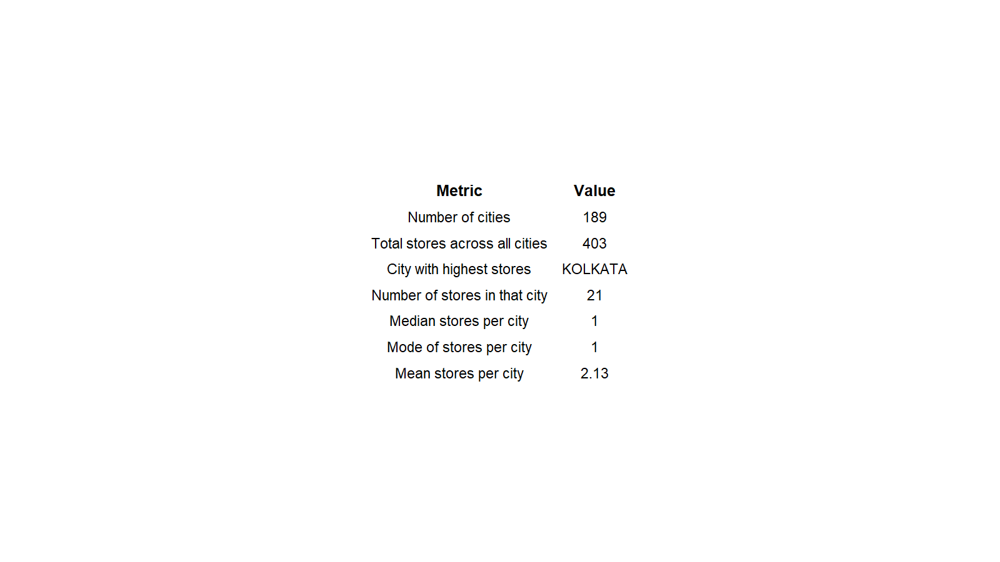 Metric Value
Number of cities 189
Total stores across all cities 403
City with highest stores KOLKATA
Number of stores in that city 21
Median stores per city 1
Mode of stores per city 1
Mean stores per city 2.13